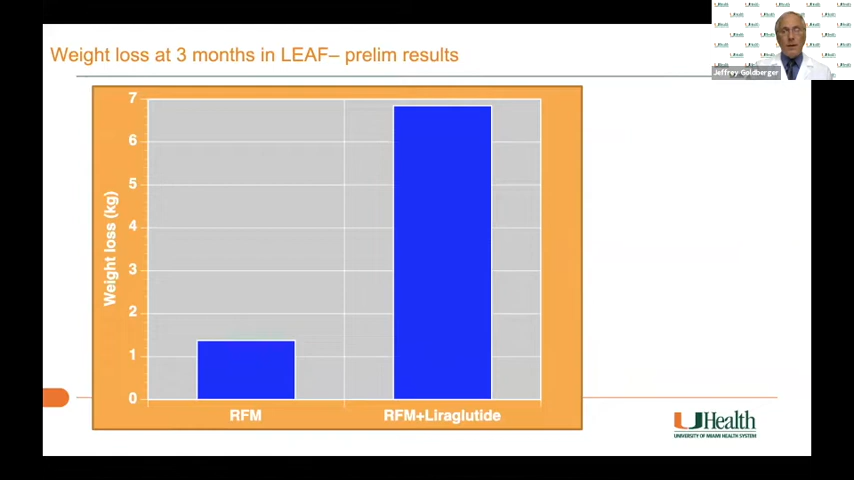 Weight loss at 3 months in LEAF– prelim results
Jeffrey Goldberger
Weight loss (kg)
7
6
5
4
3
2
1
0
RFM
RFM+Liraglutide
UHealth
UNIVERSITY OF MIAMI HEALTH SYSTEM